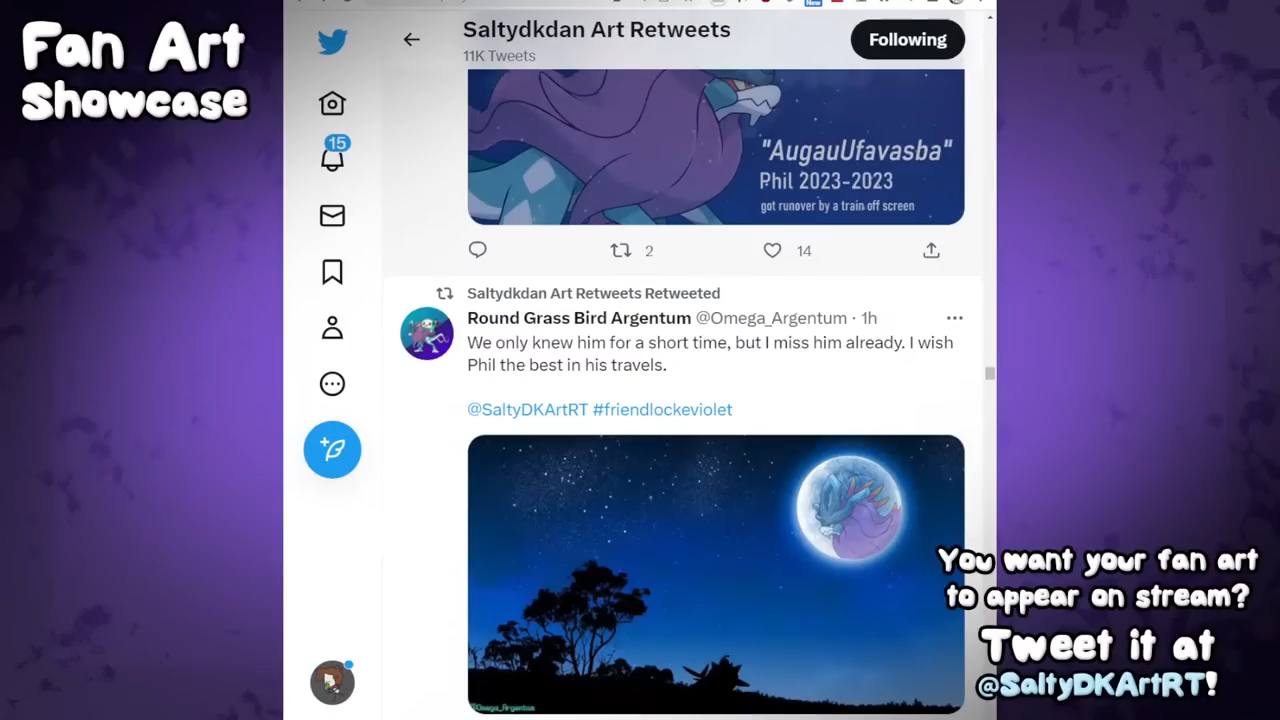 Fan Art
Showcase
Saltydkdan Art Retweets
11K Tweets
Following
New
15
"AugauUfavasba"
Phil 2023-2023
got runover by a train off screen
2
14
Saltydkdan Art Retweets Retweeted
Round Grass Bird Argentum @Omega_Argentum · 1h
We only knew him for a short time, but I miss him already. I wish
Phil the best in his travels.
@SaltyDKArtRT #friendlockeviolet
@Omega_Argentum
You want your fan art
to appear on stream?
Tweet it at
@SaltyDKArtRT!